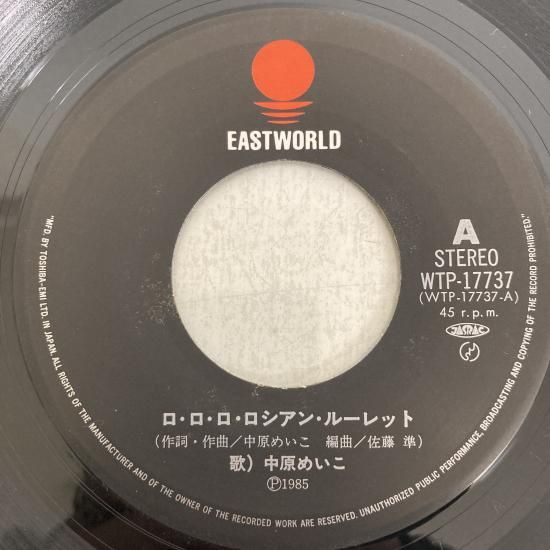 EASTWORLD
A
STEREO
WTP-17737
(WTP-17737-A)
45 r.p.m.
JASRAC
ロ・ロ・ロ・ロシアン・ルーレット
(作詞・作曲/中原めいこ 編曲/佐藤 準)
歌) 中原めいこ
Ⓟ1985
"MFD. BY TOSHIBA-EMI LTD. IN JAPAN. ALL RIGHTS OF THE MANUFACTURER AND OF THE OWNER OF THE RECORDED WORK ARE RESERVED. UNAUTHORIZED PUBLIC PERFORMANCE, BROADCASTING AND COPYING OF THE RECORD PROHIBITED."